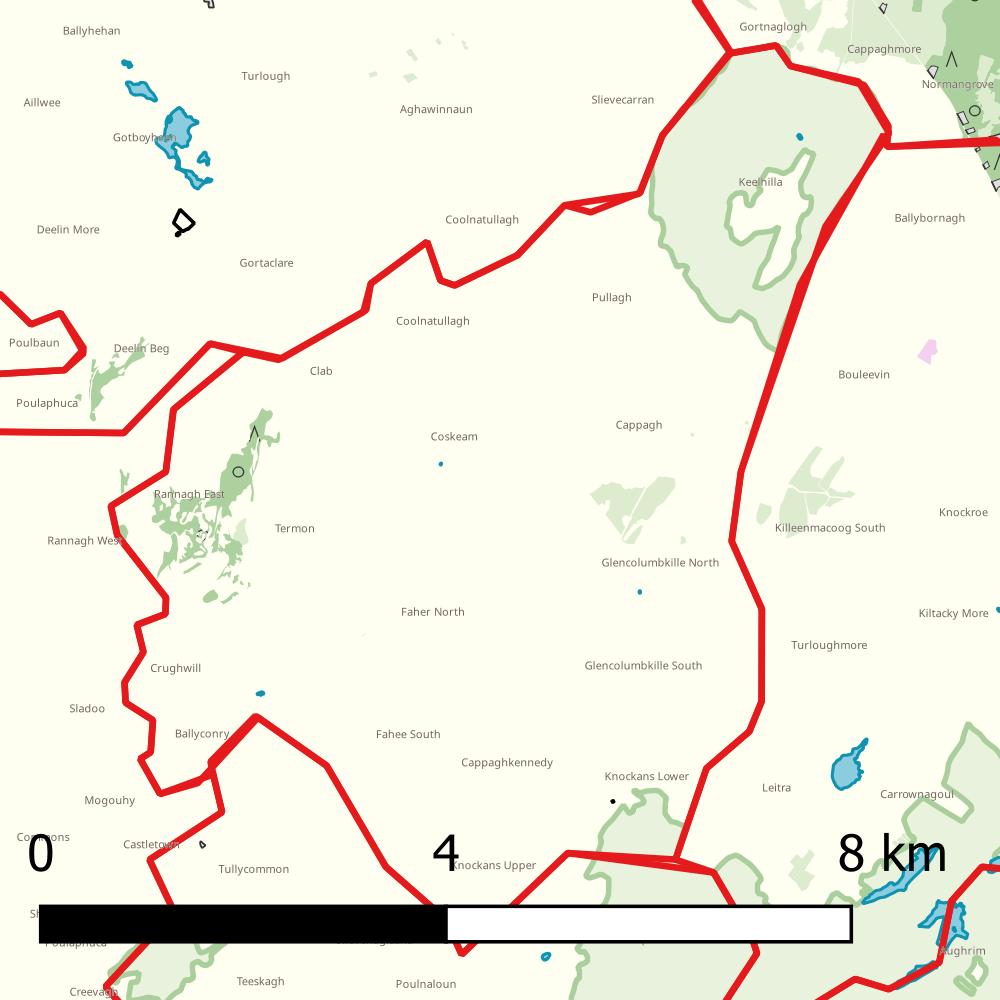 Gortnaglogh
Ballyhehan
Cappaghmore
Turlough
Normangrove
Aillwee
Slievecarran
Aghawinnaun
Gotboyheen
Keelhilla
Ballybornagh
Coolnatullagh
Deelin More
Gortaclare
Pullagh
Coolnatullagh
Poulbaun
Deelin Beg
Clab
Bouleevin
Poulaphuca
Cappagh
Coskeam
Rannagh East
Knockroe
Termon
Killeenmacoog South
Rannagh West
Glencolumbkille North
Faher North
Kiltacky More
Turloughmore
Glencolumbkille South
Crughwill
Sladoo
Ballyconry
Fahee South
Cappaghkennedy
Knockans Lower
Leitra
Carrownagoul
Mogouhy
Commons
Castletown
0 4 8 km
Knockans Upper
Tullycommon
Poulaphuca
Aughrim
Teeskagh
Poulnaloun
Creevagh